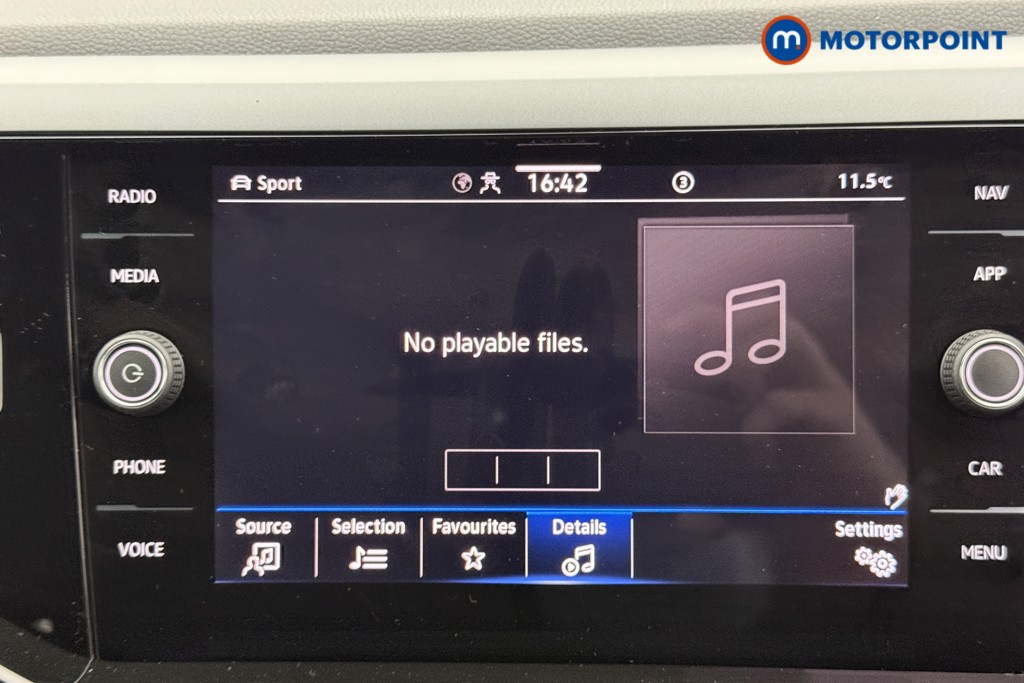 m MOTORPOINT
RADIO
MEDIA
PHONE
VOICE
Sport 16:42 3 11.5°C
No playable files.
Source Selection Favourites Details Settings
NAV
APP
CAR
MENU